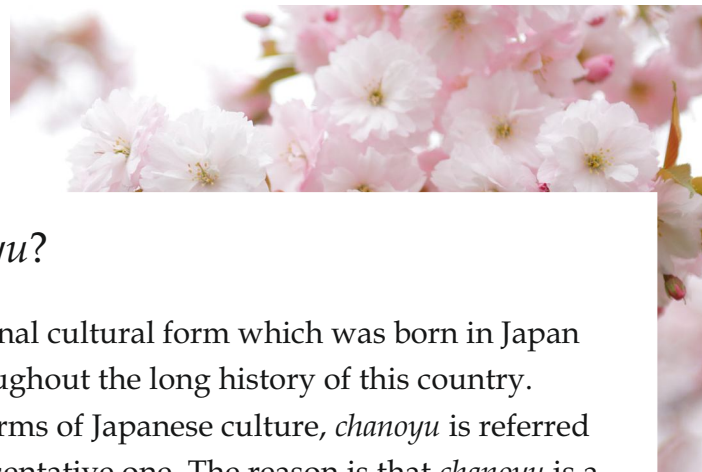 yu?
nal cultural form which was born in Japan
ughout the long history of this country.
rms of Japanese culture, chanoyu is referred
entative one. The reason is that chanoyu is a